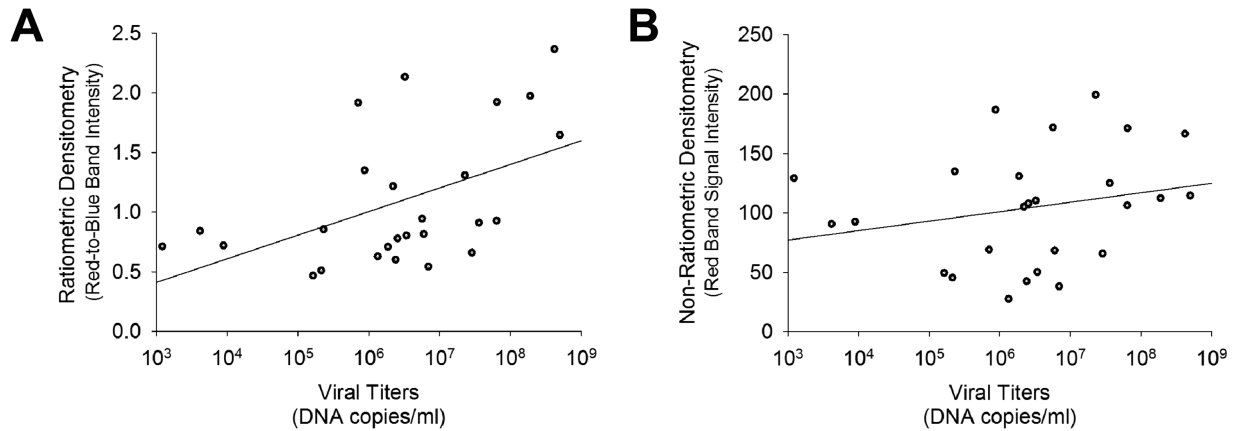 A
Ratiometric Densitometry
(Red-to-Blue Band Intensity)
2.5
2.0
1.5
1.0
0.5
0.0
10³ 10⁴ 10⁵ 10⁶ 10⁷ 10⁸ 10⁹
Viral Titers
(DNA copies/ml)
B
Non-Ratiometric Densitometry
(Red Band Signal Intensity)
250
200
150
100
50
0
10³ 10⁴ 10⁵ 10⁶ 10⁷ 10⁸ 10⁹
Viral Titers
(DNA copies/ml)